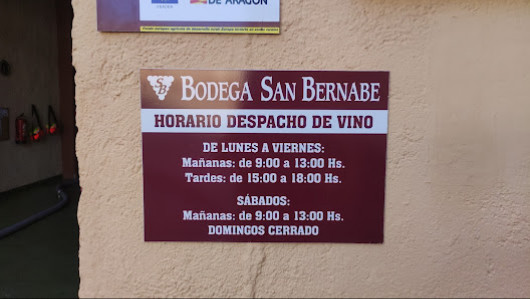 DE ARAGÓN
SB BODEGA SAN BERNABE
HORARIO DESPACHO DE VINO
DE LUNES A VIERNES:
Mañanas: de 9:00 a 13:00 Hs.
Tardes: de 15:00 a 18:00 Hs.
SÁBADOS:
Mañanas: de 9:00 a 13:00 Hs.
DOMINGOS CERRADO